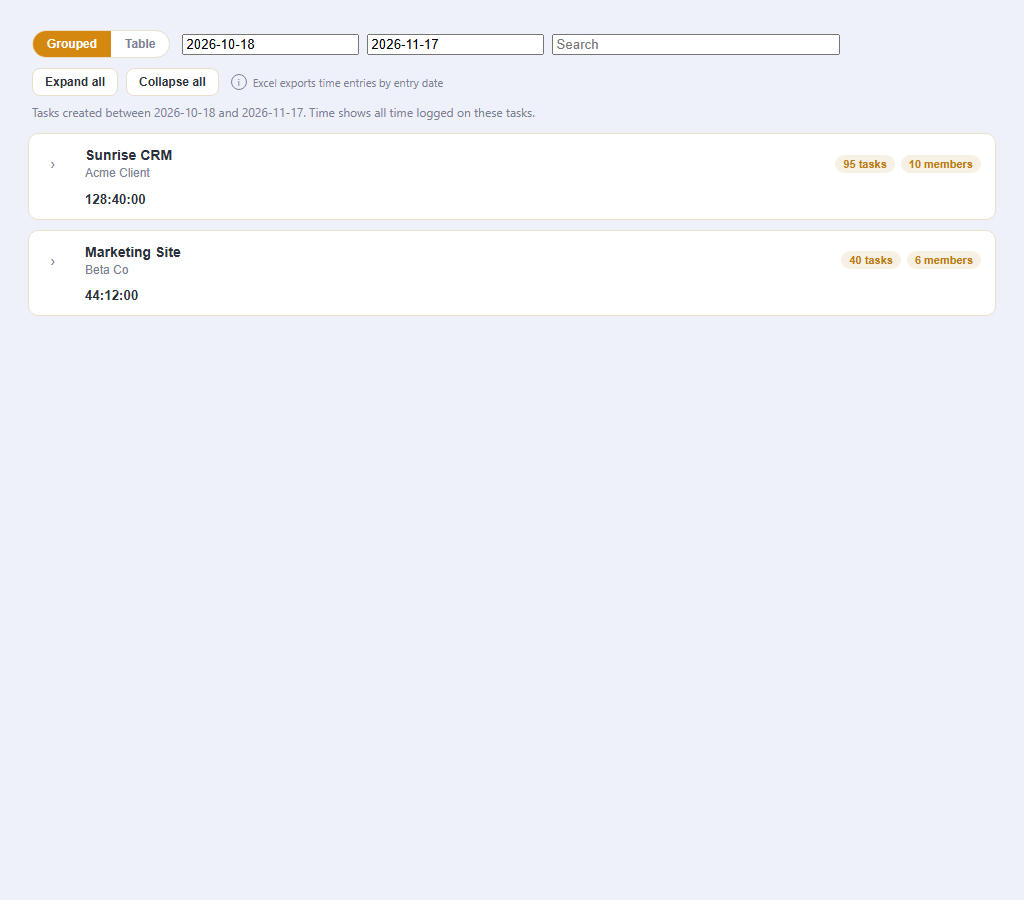 Grouped Table 2026-10-18 2026-11-17 Search
Expand all Collapse all i Excel exports time entries by entry date
Tasks created between 2026-10-18 and 2026-11-17. Time shows all time logged on these tasks.
› Sunrise CRM 95 tasks 10 members
Acme Client
128:40:00
› Marketing Site 40 tasks 6 members
Beta Co
44:12:00